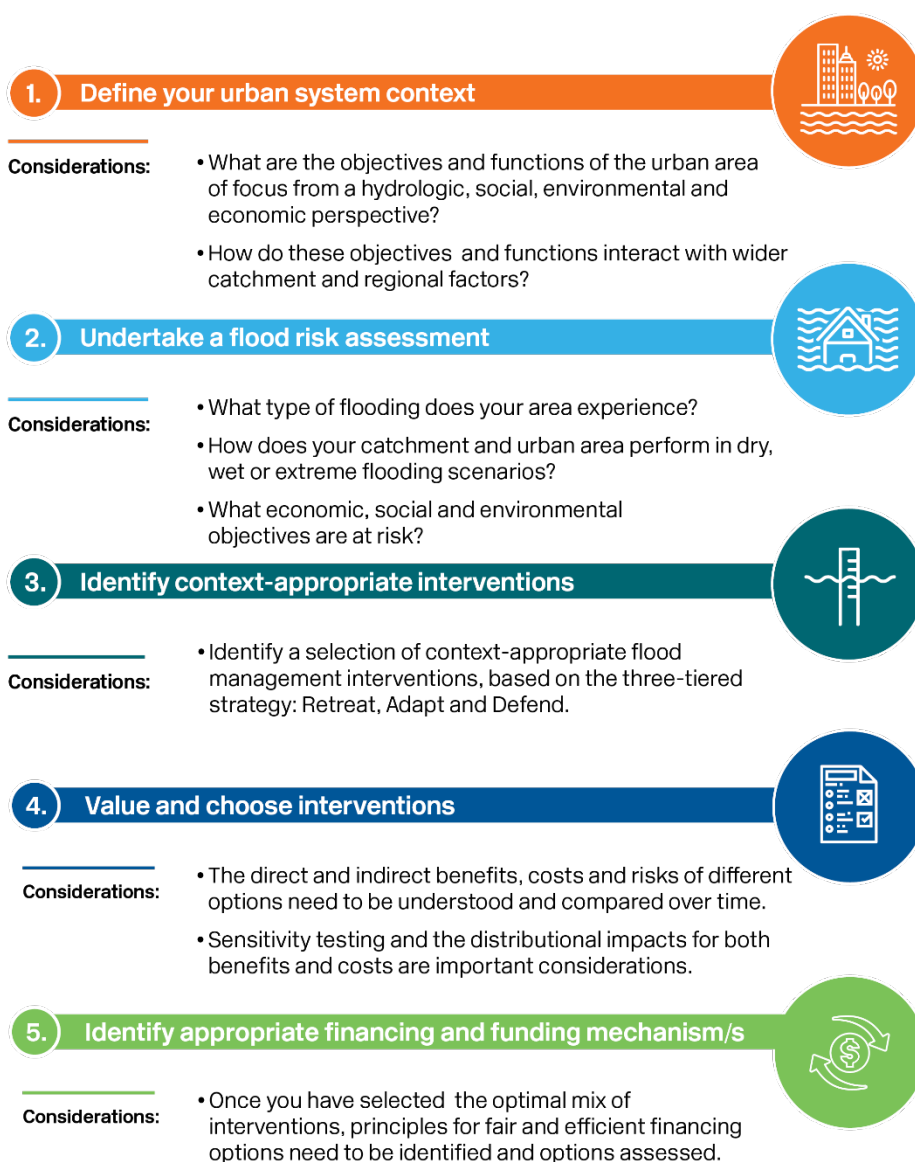 1. Define your urban system context
Considerations:
• What are the objectives and functions of the urban area
of focus from a hydrologic, social, environmental and
economic perspective?
• How do these objectives and functions interact with wider
catchment and regional factors?
2. Undertake a flood risk assessment
Considerations:
• What type of flooding does your area experience?
• How does your catchment and urban area perform in dry,
wet or extreme flooding scenarios?
• What economic, social and environmental
objectives are at risk?
3. Identify context-appropriate interventions
Considerations:
• Identify a selection of context-appropriate flood
management interventions, based on the three-tiered
strategy: Retreat, Adapt and Defend.
4. Value and choose interventions
Considerations:
• The direct and indirect benefits, costs and risks of different
options need to be understood and compared over time.
• Sensitivity testing and the distributional impacts for both
benefits and costs are important considerations.
5. Identify appropriate financing and funding mechanism/s
$
Considerations:
• Once you have selected the optimal mix of
interventions, principles for fair and efficient financing
options need to be identified and options assessed.